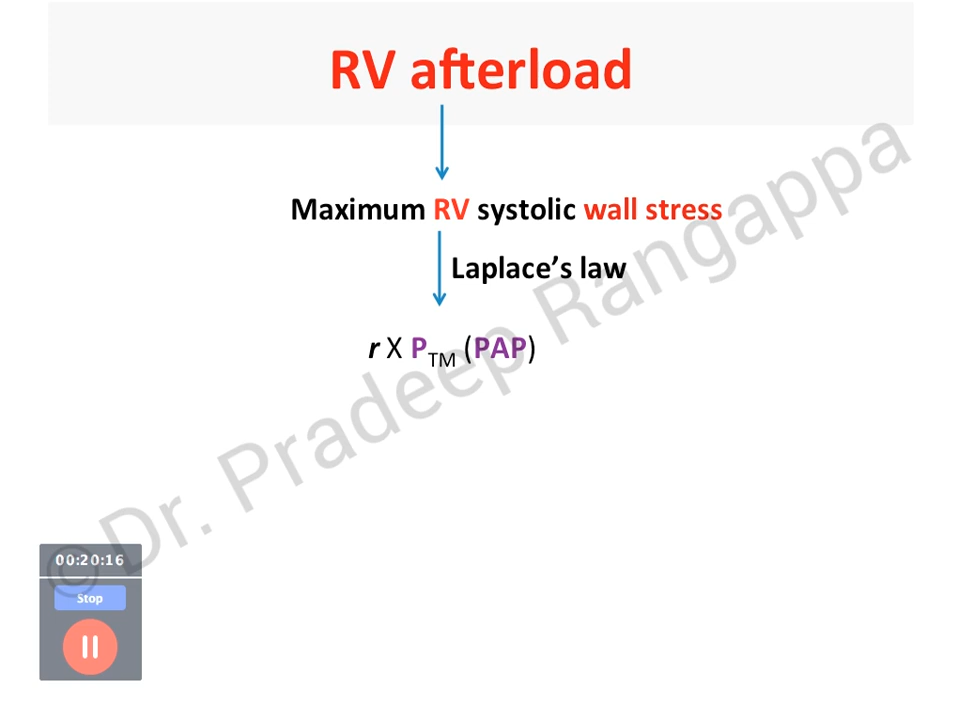 RV afterload
Maximum RV systolic wall stress
Laplace’s law
r X PTM (PAP)
© Dr. Pradeep Rangappa
00:20:16
Stop